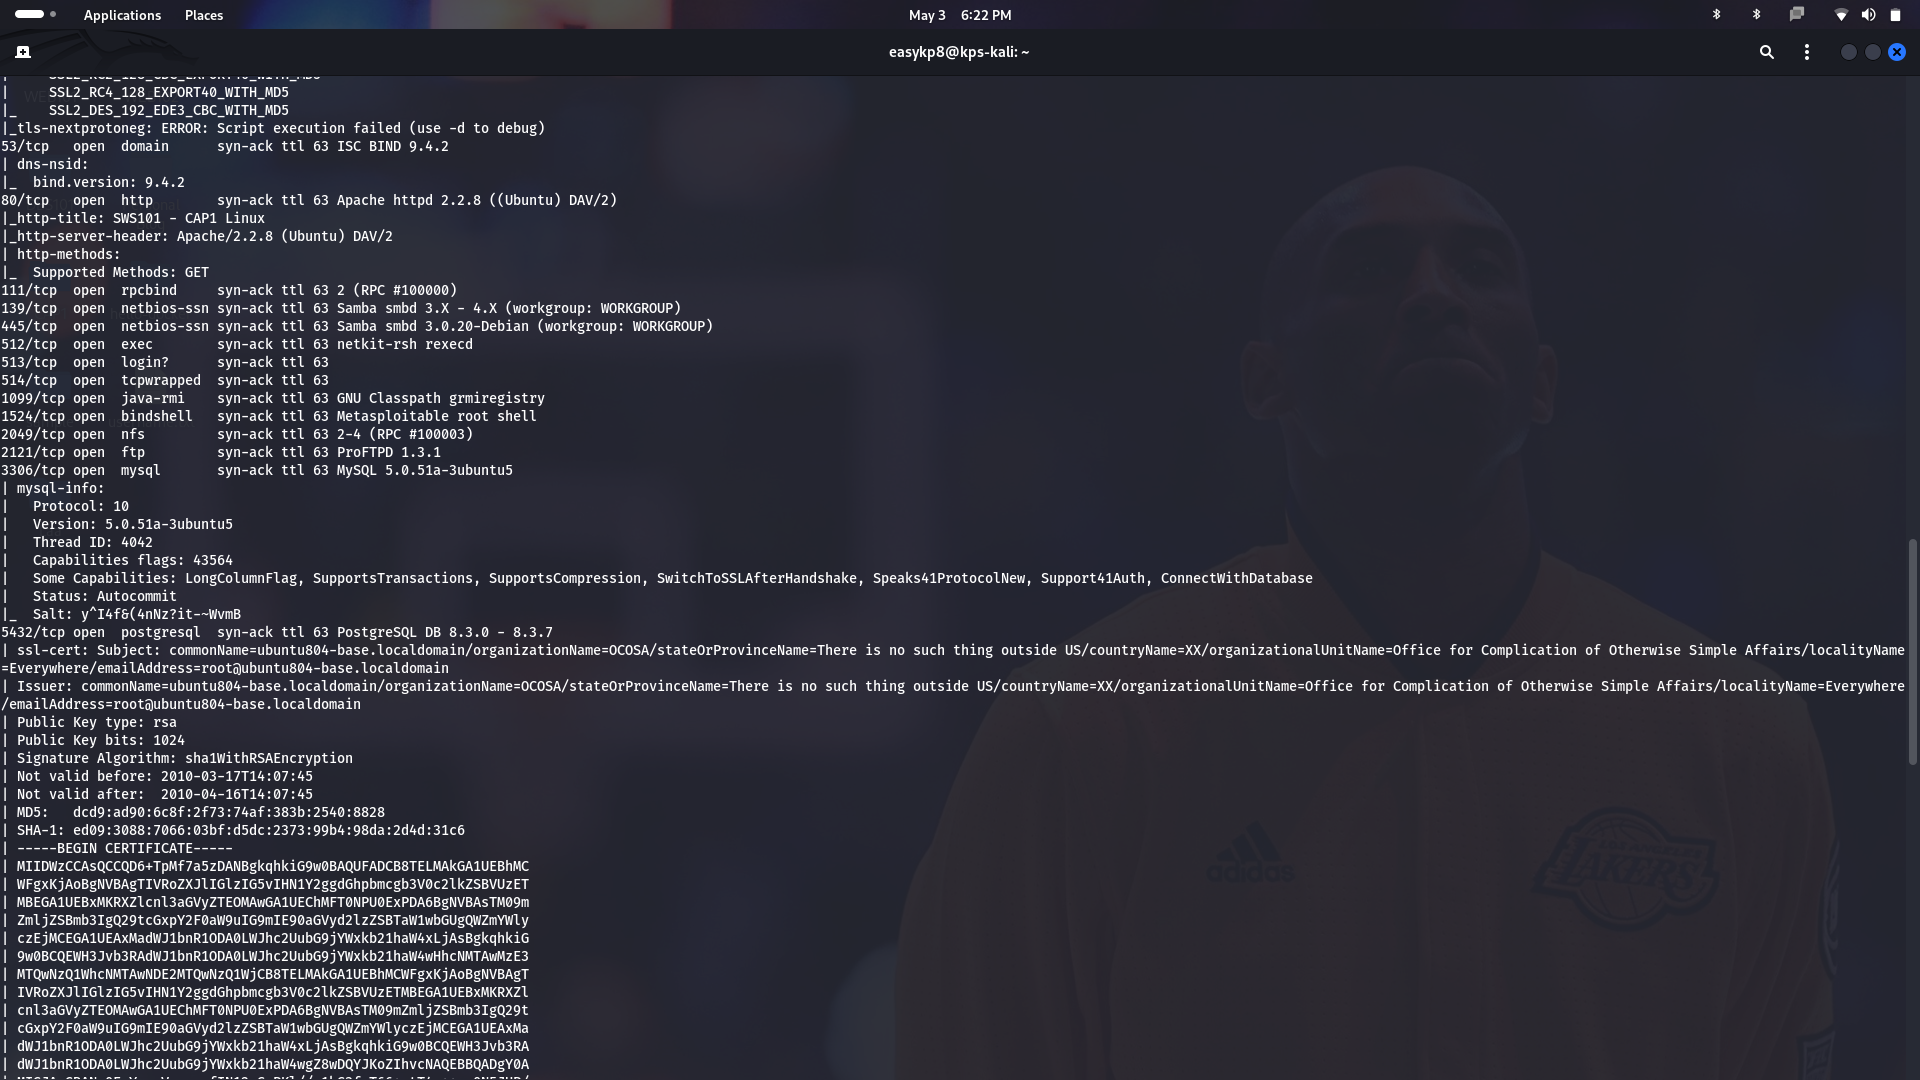 Applications Places May 3 6:22 PM
easykp8@kps-kali: ~
| SSL2_RC4_128_EXPORT40_WITH_MD5
|_ SSL2_DES_192_EDE3_CBC_WITH_MD5
|_tls-nextprotoneg: ERROR: Script execution failed (use -d to debug)
53/tcp open domain syn-ack ttl 63 ISC BIND 9.4.2
| dns-nsid:
|_ bind.version: 9.4.2
80/tcp open http syn-ack ttl 63 Apache httpd 2.2.8 ((Ubuntu) DAV/2)
|_http-title: SWS101 - CAP1 Linux
|_http-server-header: Apache/2.2.8 (Ubuntu) DAV/2
| http-methods:
|_ Supported Methods: GET
111/tcp open rpcbind syn-ack ttl 63 2 (RPC #100000)
139/tcp open netbios-ssn syn-ack ttl 63 Samba smbd 3.X - 4.X (workgroup: WORKGROUP)
445/tcp open netbios-ssn syn-ack ttl 63 Samba smbd 3.0.20-Debian (workgroup: WORKGROUP)
512/tcp open exec syn-ack ttl 63 netkit-rsh rexecd
513/tcp open login? syn-ack ttl 63
514/tcp open tcpwrapped syn-ack ttl 63
1099/tcp open java-rmi syn-ack ttl 63 GNU Classpath grmiregistry
1524/tcp open bindshell syn-ack ttl 63 Metasploitable root shell
2049/tcp open nfs syn-ack ttl 63 2-4 (RPC #100003)
2121/tcp open ftp syn-ack ttl 63 ProFTPD 1.3.1
3306/tcp open mysql syn-ack ttl 63 MySQL 5.0.51a-3ubuntu5
| mysql-info:
| Protocol: 10
| Version: 5.0.51a-3ubuntu5
| Thread ID: 4042
| Capabilities flags: 43564
| Some Capabilities: LongColumnFlag, SupportsTransactions, SupportsCompression, SwitchToSSLAfterHandshake, Speaks41ProtocolNew, Support41Auth, ConnectWithDatabase
| Status: Autocommit
|_ Salt: y^I4f&(4nNz?it-~WvmB
5432/tcp open postgresql syn-ack ttl 63 PostgreSQL DB 8.3.0 - 8.3.7
| ssl-cert: Subject: commonName=ubuntu804-base.localdomain/organizationName=OCOSA/stateOrProvinceName=There is no such thing outside US/countryName=XX/organizationalUnitName=Office for Complication of Otherwise Simple Affairs/localityName
=Everywhere/emailAddress=root@ubuntu804-base.localdomain
| Issuer: commonName=ubuntu804-base.localdomain/organizationName=OCOSA/stateOrProvinceName=There is no such thing outside US/countryName=XX/organizationalUnitName=Office for Complication of Otherwise Simple Affairs/localityName=Everywhere
/emailAddress=root@ubuntu804-base.localdomain
| Public Key type: rsa
| Public Key bits: 1024
| Signature Algorithm: sha1WithRSAEncryption
| Not valid before: 2010-03-17T14:07:45
| Not valid after: 2010-04-16T14:07:45
| MD5: dcd9:ad90:6c8f:2f73:74af:383b:2540:8828
| SHA-1: ed09:3088:7066:03bf:d5dc:2373:99b4:98da:2d4d:31c6
| -----BEGIN CERTIFICATE-----
| MIIDWzCCAsQCCQD6+TpMf7a5zDANBgkqhkiG9w0BAQUFADCB8TELMAkGA1UEBhMC
| WFgxKjAoBgNVBAgTIVRoZXJlIGlzIG5vIHN1Y2ggdGhpbmcgb3V0c2lkZSBVUzET
| MBEGA1UEBxMKRXZlcnl3aGVyZTEOMAwGA1UEChMFT0NPU0ExPDA6BgNVBAsTM09m
| ZmljZSBmb3IgQ29tcGxpY2F0aW9uIG9mIE90aGVyd2lzZSBTaW1wbGUgQWZmYWly
| czEjMCEGA1UEAxMadWJ1bnR1ODA0LWJhc2UubG9jYWxkb21haW4xLjAsBgkqhkiG
| 9w0BCQEWH3Jvb3RAdWJ1bnR1ODA0LWJhc2UubG9jYWxkb21haW4wHhcNMTAwMzE3
| MTQwNzQ1WhcNMTAwNDE2MTQwNzQ1WjCB8TELMAkGA1UEBhMCWFgxKjAoBgNVBAgT
| IVRoZXJlIGlzIG5vIHN1Y2ggdGhpbmcgb3V0c2lkZSBVUzETMBEGA1UEBxMKRXZl
| cnl3aGVyZTEOMAwGA1UEChMFT0NPU0ExPDA6BgNVBAsTM09mZmljZSBmb3IgQ29t
| cGxpY2F0aW9uIG9mIE90aGVyd2lzZSBTaW1wbGUgQWZmYWlyczEjMCEGA1UEAxMa
| dWJ1bnR1ODA0LWJhc2UubG9jYWxkb21haW4xLjAsBgkqhkiG9w0BCQEWH3Jvb3RA
| dWJ1bnR1ODA0LWJhc2UubG9jYWxkb21haW4wgZ8wDQYJKoZIhvcNAQEBBQADgY0A
adidas
LOS ANGELES
LAKERS